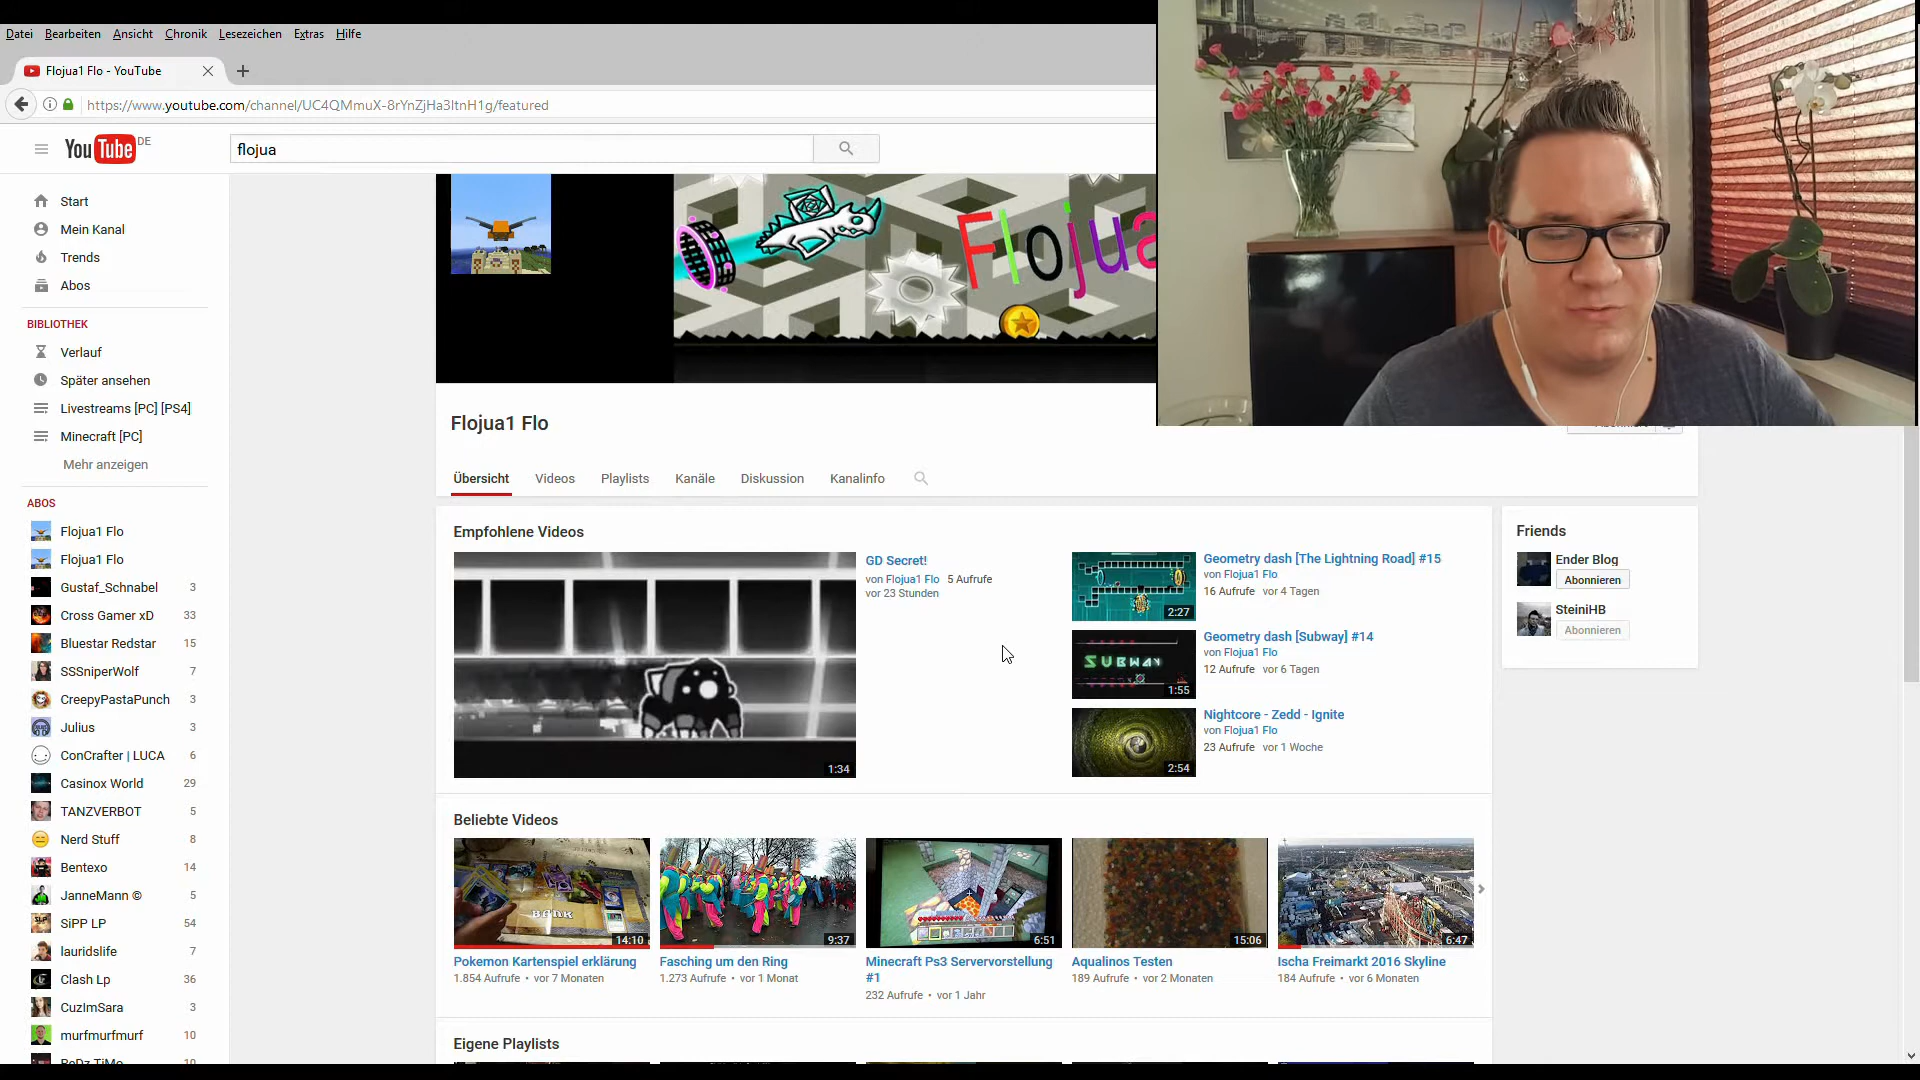 Datei Bearbeiten Ansicht Chronik Lesezeichen Extras Hilfe
Flojua1 Flo - YouTube
https://www.youtube.com/channel/UC4QMmuX-8rYnZjHa3ltnH1g/featured
YouTube DE
flojua
Start
Mein Kanal
Trends
Abos
BIBLIOTHEK
Verlauf
Später ansehen
Livestreams [PC] [PS4]
Minecraft [PC]
Mehr anzeigen
ABOS
Flojua1 Flo
Flojua1 Flo
Gustaf_Schnabel 3
Cross Gamer xD 33
Bluestar Redstar 15
SSSniperWolf 7
CreepyPastaPunch 3
Julius 3
ConCrafter | LUCA 6
Casinox World 29
TANZVERBOT 5
Nerd Stuff 8
Bentexo 14
JanneMann © 5
SiPP LP 54
lauridslife 7
Clash Lp 36
CuzImSara 3
murfmurfmurf 10
Flojua
Flojua1 Flo
Übersicht Videos Playlists Kanäle Diskussion Kanalinfo
Empfohlene Videos
1:34
GD Secret!
von Flojua1 Flo 5 Aufrufe
vor 23 Stunden
2:27
Geometry dash [The Lightning Road] #15
von Flojua1 Flo
16 Aufrufe vor 4 Tagen
SUBWAY
1:55
Geometry dash [Subway] #14
von Flojua1 Flo
12 Aufrufe vor 6 Tagen
2:54
Nightcore - Zedd - Ignite
von Flojua1 Flo
23 Aufrufe vor 1 Woche
Friends
Ender Blog
Abonnieren
SteiniHB
Abonnieren
Beliebte Videos
BANK
14:10
Pokemon Kartenspiel erklärung
1.854 Aufrufe • vor 7 Monaten
9:37
Fasching um den Ring
1.273 Aufrufe • vor 1 Monat
6:51
Minecraft Ps3 Servervorstellung
#1
232 Aufrufe • vor 1 Jahr
15:06
Aqualinos Testen
189 Aufrufe • vor 2 Monaten
6:47
Ischa Freimarkt 2016 Skyline
184 Aufrufe • vor 6 Monaten
Eigene Playlists